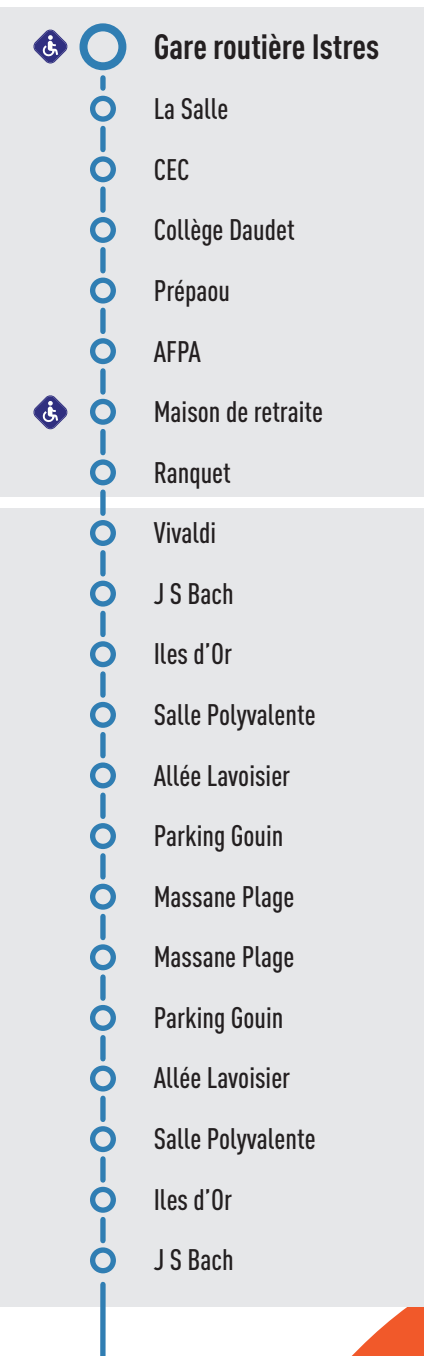 Gare routière Istres
La Salle
CEC
Collège Daudet
Prépaou
AFPA
Maison de retraite
Ranquet
Vivaldi
J S Bach
Iles d'Or
Salle Polyvalente
Allée Lavoisier
Parking Gouin
Massane Plage
Massane Plage
Parking Gouin
Allée Lavoisier
Salle Polyvalente
Iles d'Or
J S Bach